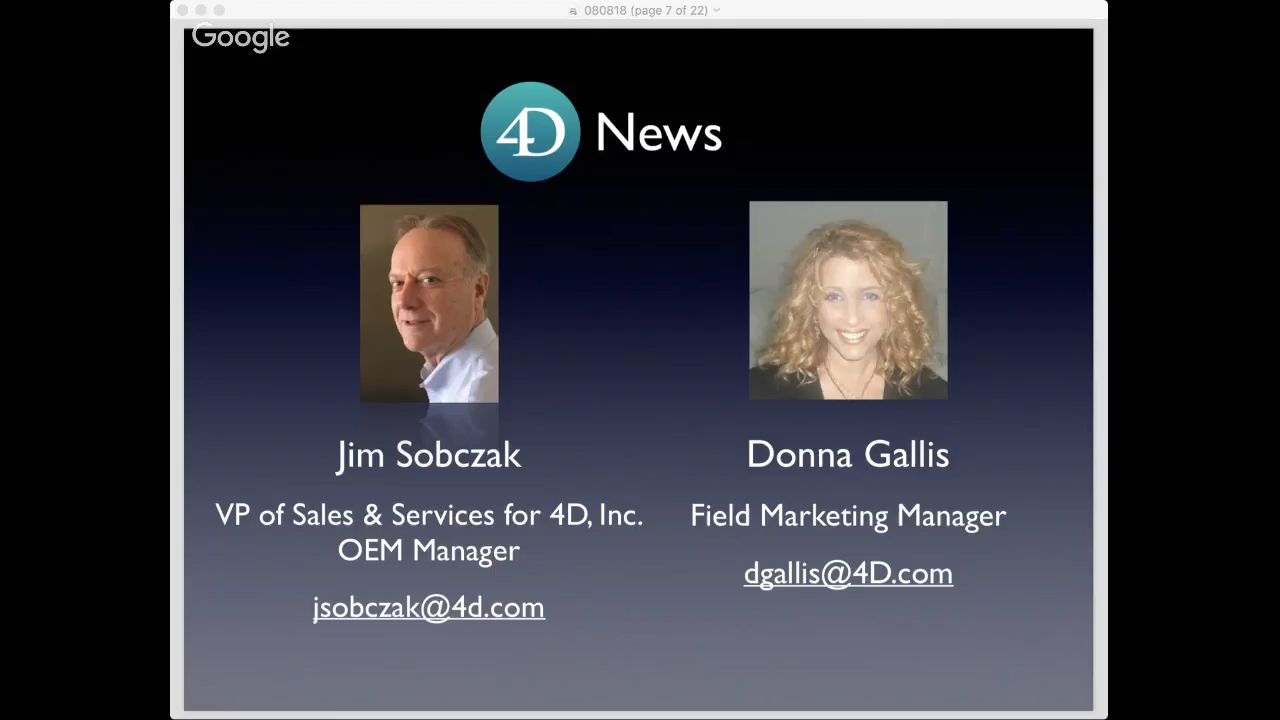 080818 (page 7 of 22)
Google
4D News
Jim Sobczak
VP of Sales & Services for 4D, Inc.
OEM Manager
jsobczak@4d.com
Donna Gallis
Field Marketing Manager
dgallis@4D.com